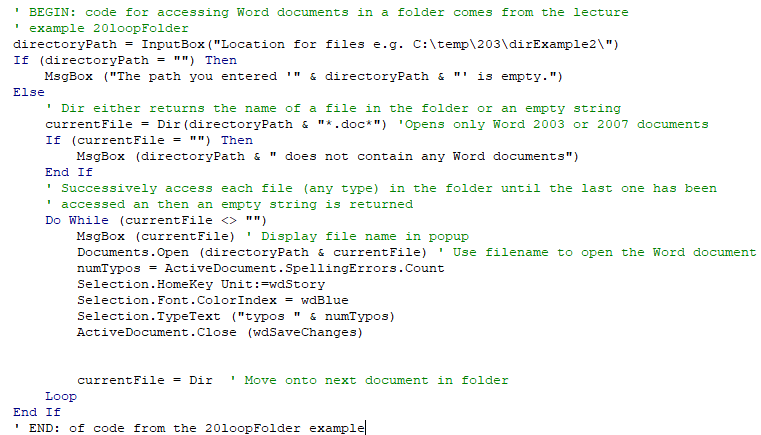 ' BEGIN: code for accessing Word documents in a folder comes from the lecture
' example 20loopFolder
directoryPath = InputBox("Location for files e.g. C:\temp\203\dirExample2\")
If (directoryPath = "") Then
    MsgBox ("The path you entered '" & directoryPath & "' is empty.")
Else
    ' Dir either returns the name of a file in the folder or an empty string
    currentFile = Dir(directoryPath & "*.doc*") 'Opens only Word 2003 or 2007 documents
    If (currentFile = "") Then
        MsgBox (directoryPath & " does not contain any Word documents")
    End If
    ' Successively access each file (any type) in the folder until the last one has been
    ' accessed an then an empty string is returned
    Do While (currentFile <> "")
        MsgBox (currentFile) ' Display file name in popup
        Documents.Open (directoryPath & currentFile) ' Use filename to open the Word document
        numTypos = ActiveDocument.SpellingErrors.Count
        Selection.HomeKey Unit:=wdStory
        Selection.Font.ColorIndex = wdBlue
        Selection.TypeText ("typos " & numTypos)
        ActiveDocument.Close (wdSaveChanges)
        currentFile = Dir  ' Move onto next document in folder
    Loop
End If
' END: of code from the 20loopFolder example